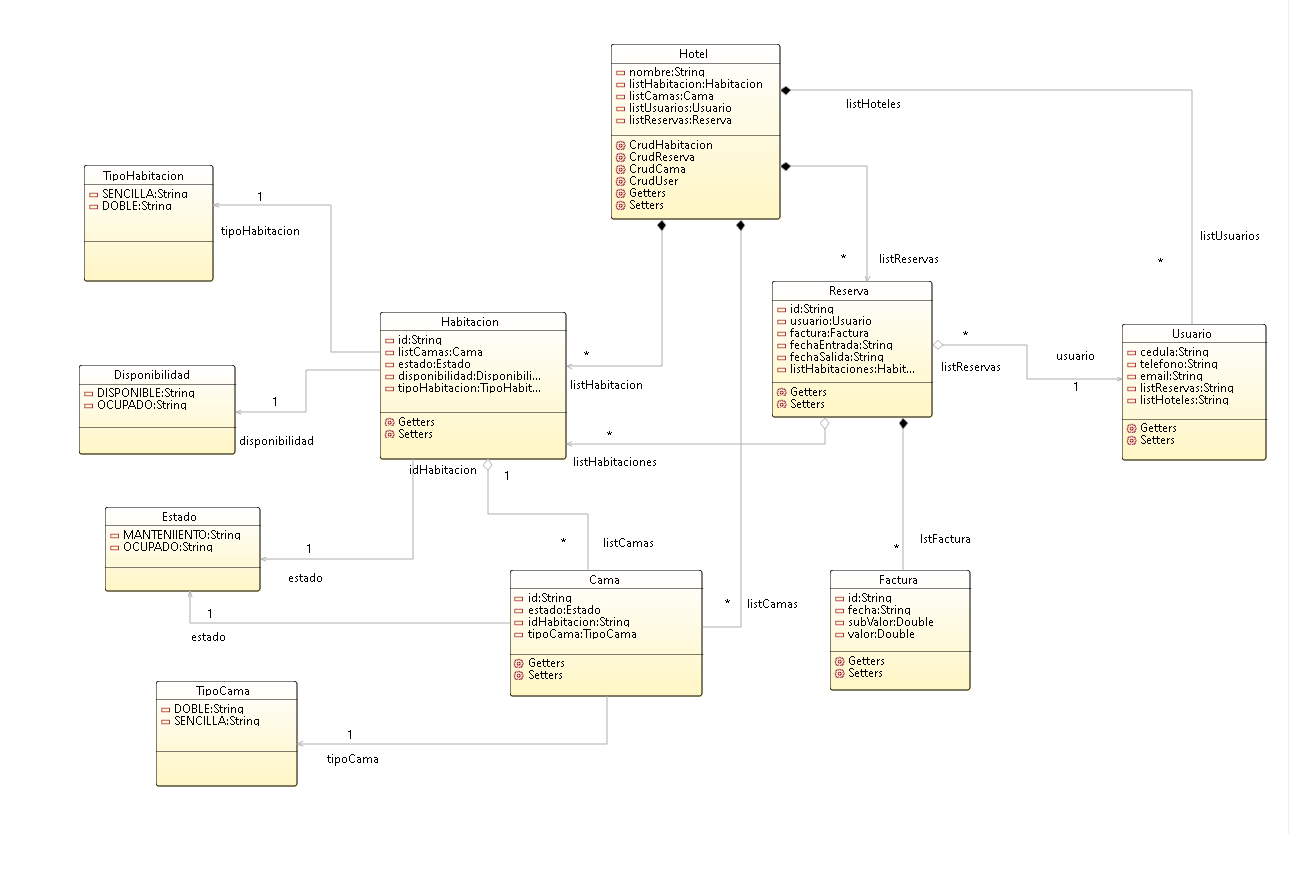 Hotel
nombre:String
listHabitacion:Habitacion
listCamas:Cama
listUsuarios:Usuario
listReservas:Reserva
CrudHabitacion
CrudReserva
CrudCama
CrudUser
Getters
Setters
listHoteles
TipoHabitacion
SENCILLA:String
DOBLE:String
1
tipoHabitacion
*
listReservas
listUsuarios
*
Habitacion
id:String
listCamas:Cama
estado:Estado
disponibilidad:Disponibili...
tipoHabitacion:TipoHabit...
Getters
Setters
*
listHabitacion
Reserva
id:String
usuario:Usuario
factura:Factura
fechaEntrada:String
fechaSalida:String
listHabitaciones:Habit...
Getters
Setters
*
listReservas
usuario
1
Usuario
cedula:String
telefono:String
email:String
listReservas:String
listHoteles:String
Getters
Setters
Disponibilidad
DISPONIBLE:String
OCUPADO:String
1
disponibilidad
*
listHabitaciones
idHabitacion
1
Estado
MANTENIIENTO:String
OCUPADO:String
1
estado
1
estado
*
listCamas
Cama
id:String
estado:Estado
idHabitacion:String
tipoCama:TipoCama
Getters
Setters
*
listCamas
*
lstFactura
Factura
id:String
fecha:String
subValor:Double
valor:Double
Getters
Setters
TipoCama
DOBLE:String
SENCILLA:String
1
tipoCama